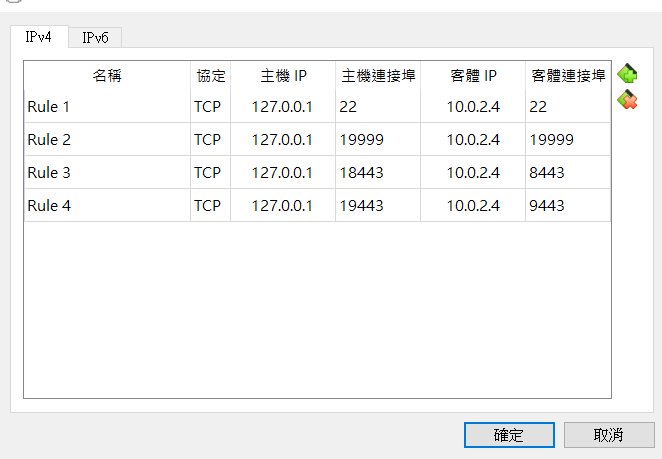 IPv4 IPv6
名稱 協定 主機 IP 主機連接埠 客體 IP 客體連接埠
Rule 1 TCP 127.0.0.1 22 10.0.2.4 22
Rule 2 TCP 127.0.0.1 19999 10.0.2.4 19999
Rule 3 TCP 127.0.0.1 18443 10.0.2.4 8443
Rule 4 TCP 127.0.0.1 19443 10.0.2.4 9443
確定 取消